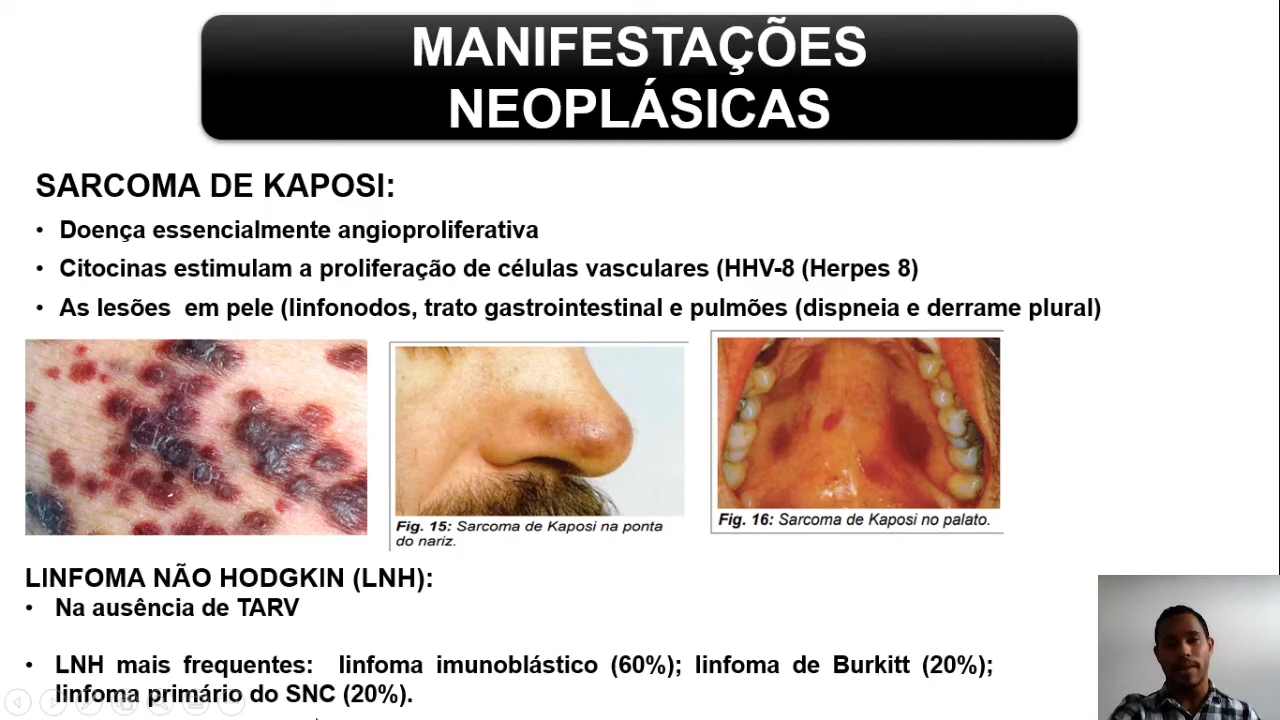 MANIFESTAÇÕES
NEOPLÁSICAS
SARCOMA DE KAPOSI:
• Doença essencialmente angioproliferativa
• Citocinas estimulam a proliferação de células vasculares (HHV-8 (Herpes 8)
• As lesões em pele (linfonodos, trato gastrointestinal e pulmões (dispneia e derrame plural)
Fig. 15: Sarcoma de Kaposi na ponta
do nariz.
Fig. 16: Sarcoma de Kaposi no palato.
LINFOMA NÃO HODGKIN (LNH):
• Na ausência de TARV
• LNH mais frequentes: linfoma imunoblástico (60%); linfoma de Burkitt (20%);
linfoma primário do SNC (20%).